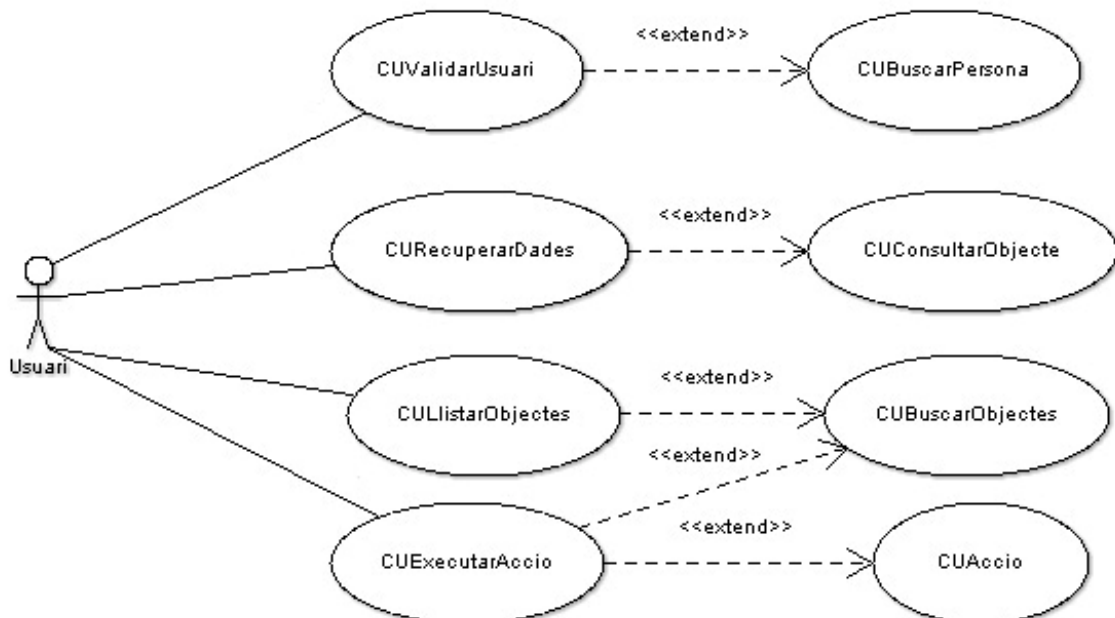 <<extend>>
CUValidarUsuari
CUBuscarPersona
<<extend>>
CURecuperarDades
CUConsultarObjecte
Usuari
<<extend>>
CULlistarObjectes
CUBuscarObjectes
<<extend>>
<<extend>>
CUExecutarAccio
CUAccio